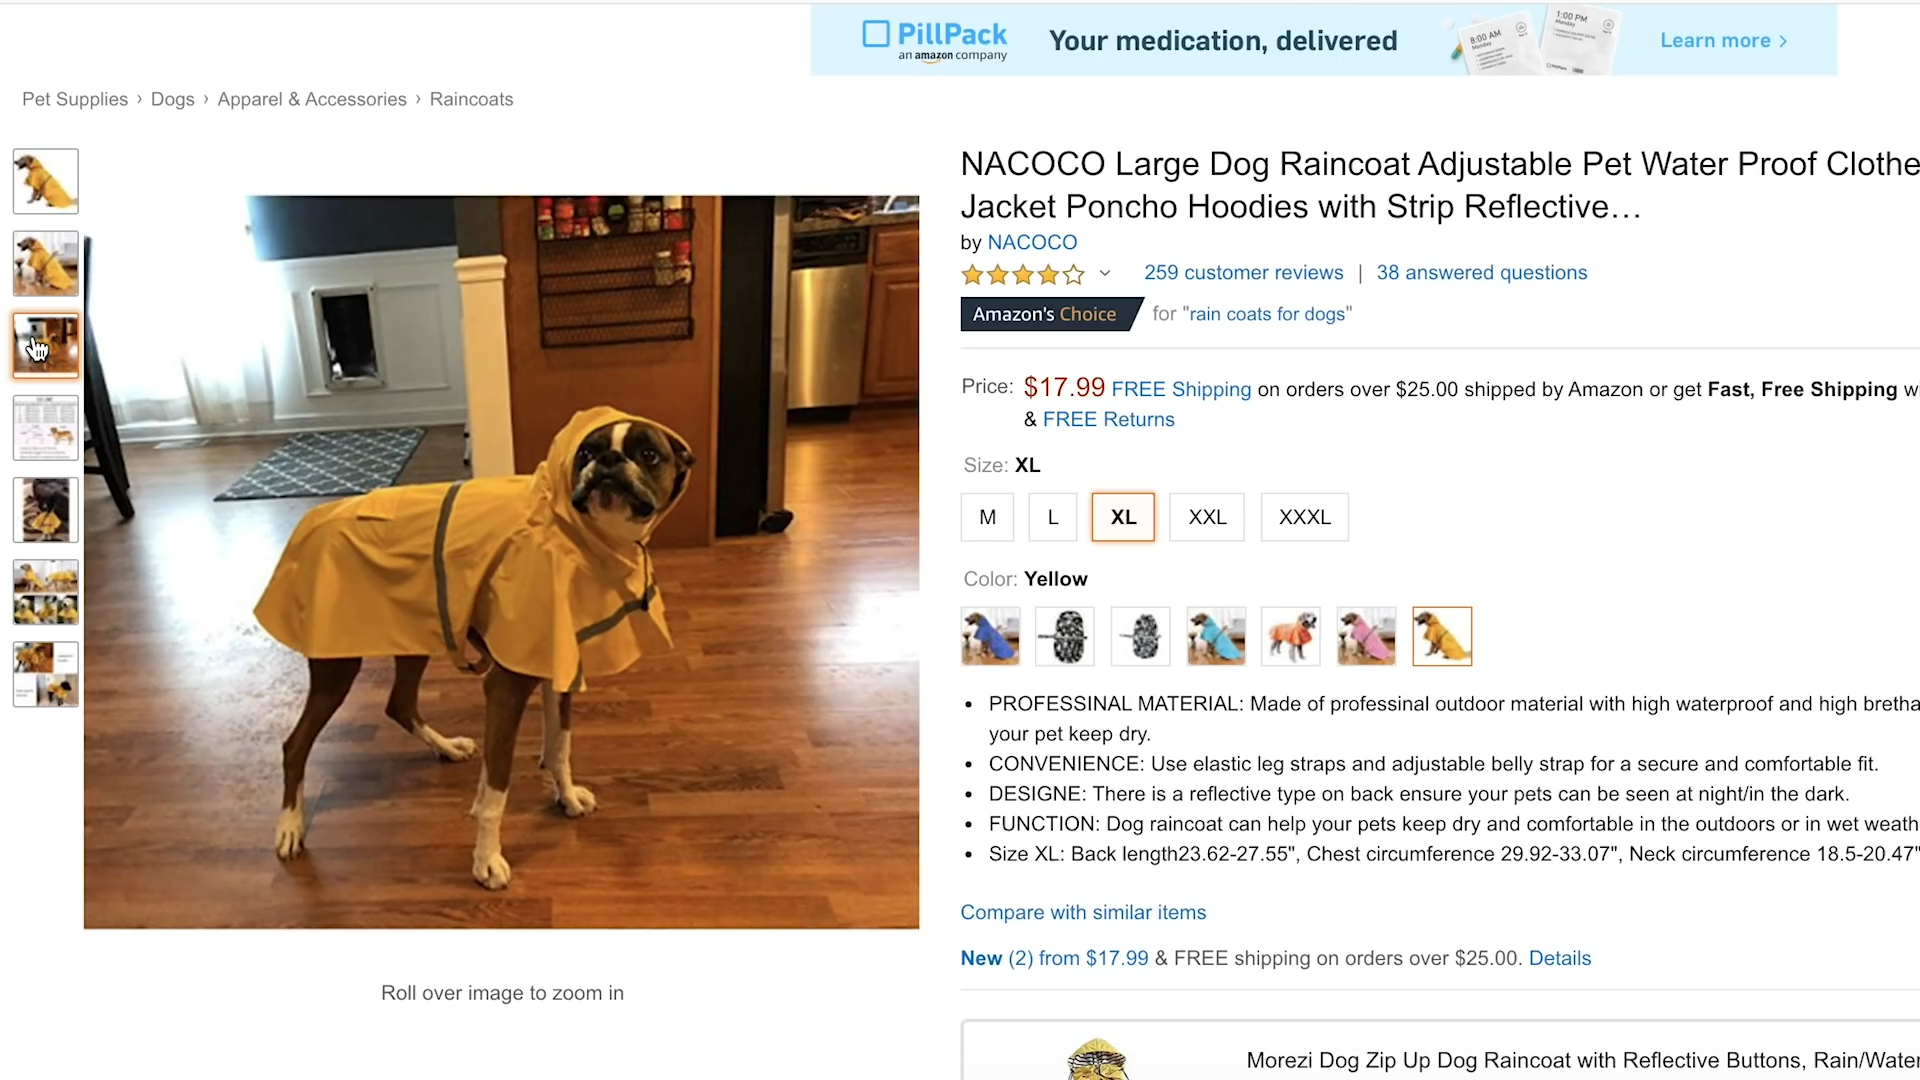 PillPack
an amazon company
Your medication, delivered
8:00 AM
Monday
1:00 PM
Monday
Learn more ›
Pet Supplies › Dogs › Apparel & Accessories › Raincoats
NACOCO Large Dog Raincoat Adjustable Pet Water Proof Clothe
Jacket Poncho Hoodies with Strip Reflective…
by NACOCO
259 customer reviews | 38 answered questions
Amazon's Choice for "rain coats for dogs"
Price: $17.99 FREE Shipping on orders over $25.00 shipped by Amazon or get Fast, Free Shipping wi
& FREE Returns
Size: XL
M L XL XXL XXXL
Color: Yellow
• PROFESSINAL MATERIAL: Made of professinal outdoor material with high waterproof and high bretha
your pet keep dry.
• CONVENIENCE: Use elastic leg straps and adjustable belly strap for a secure and comfortable fit.
• DESIGNE: There is a reflective type on back ensure your pets can be seen at night/in the dark.
• FUNCTION: Dog raincoat can help your pets keep dry and comfortable in the outdoors or in wet weath
• Size XL: Back length23.62-27.55", Chest circumference 29.92-33.07", Neck circumference 18.5-20.47"
Compare with similar items
New (2) from $17.99 & FREE shipping on orders over $25.00. Details
Roll over image to zoom in
Morezi Dog Zip Up Dog Raincoat with Reflective Buttons, Rain/Water